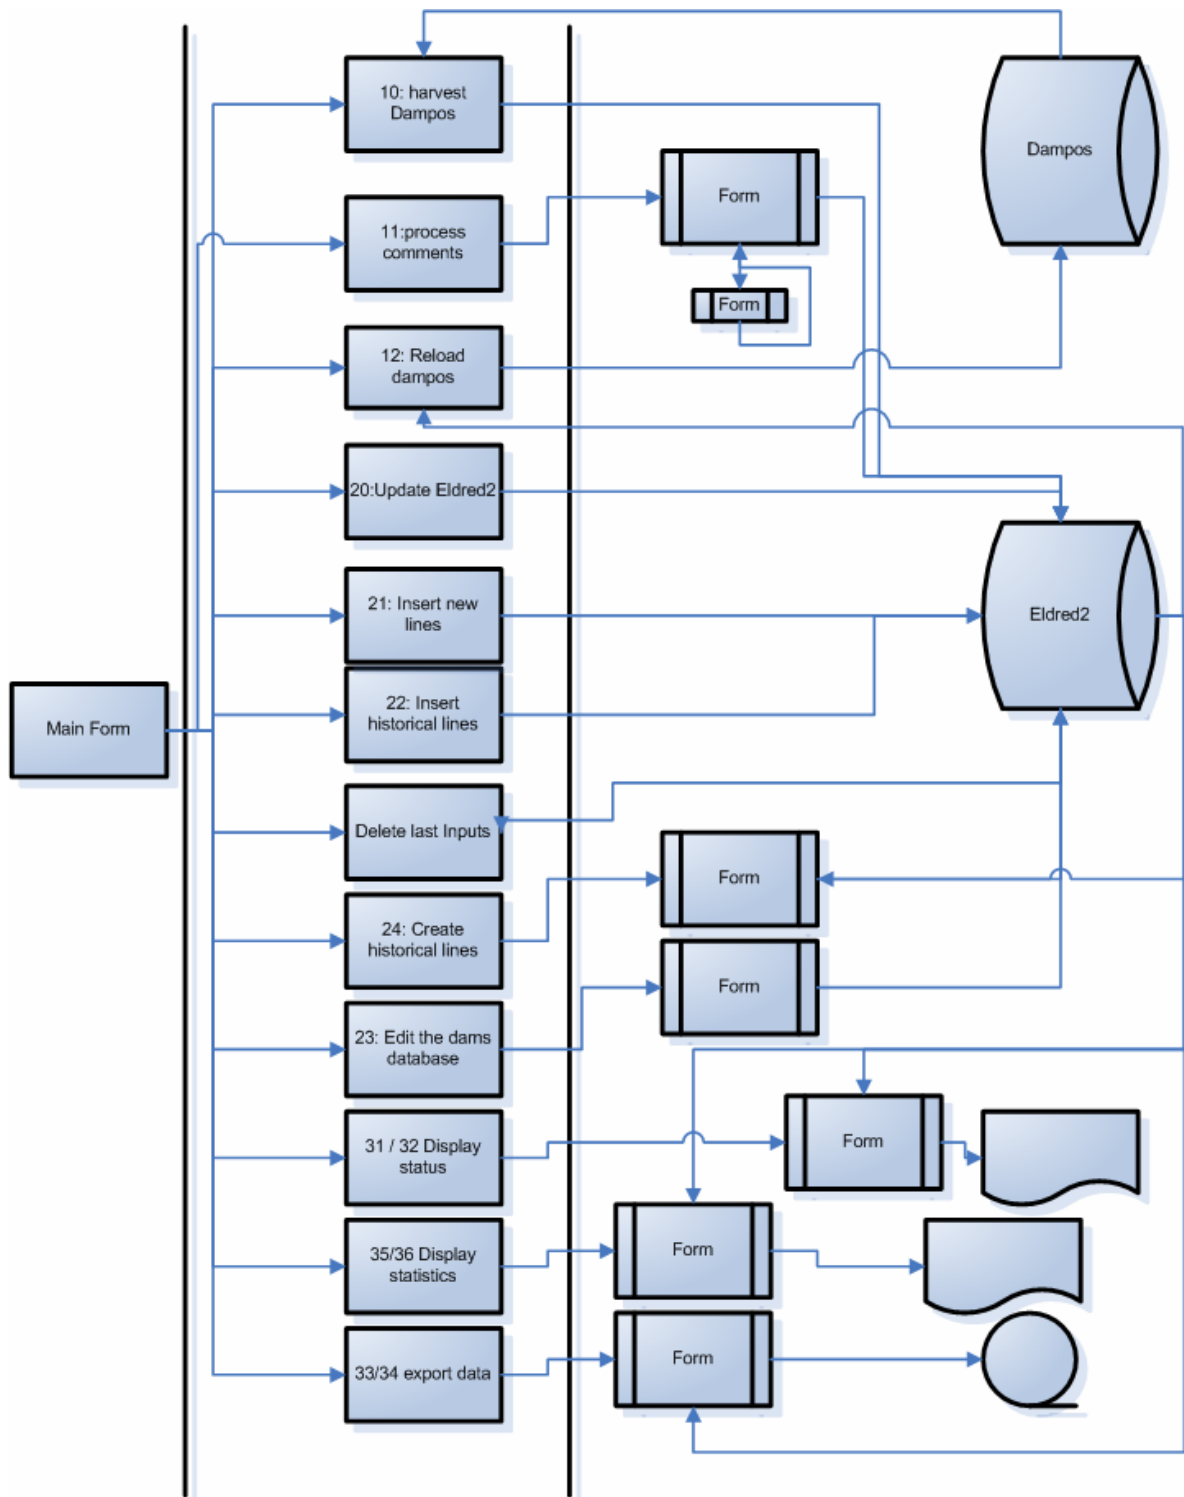 10: harvest
Dampos
Dampos
Form
11:process
comments
Form
12: Reload
dampos
20:Update Eldred2
21: Insert new
lines
Eldred2
22: Insert
historical lines
Main Form
Delete last Inputs
Form
24: Create
historical lines
Form
23: Edit the dams
database
31 / 32 Display
status
Form
35/36 Display
statistics
Form
33/34 export data
Form